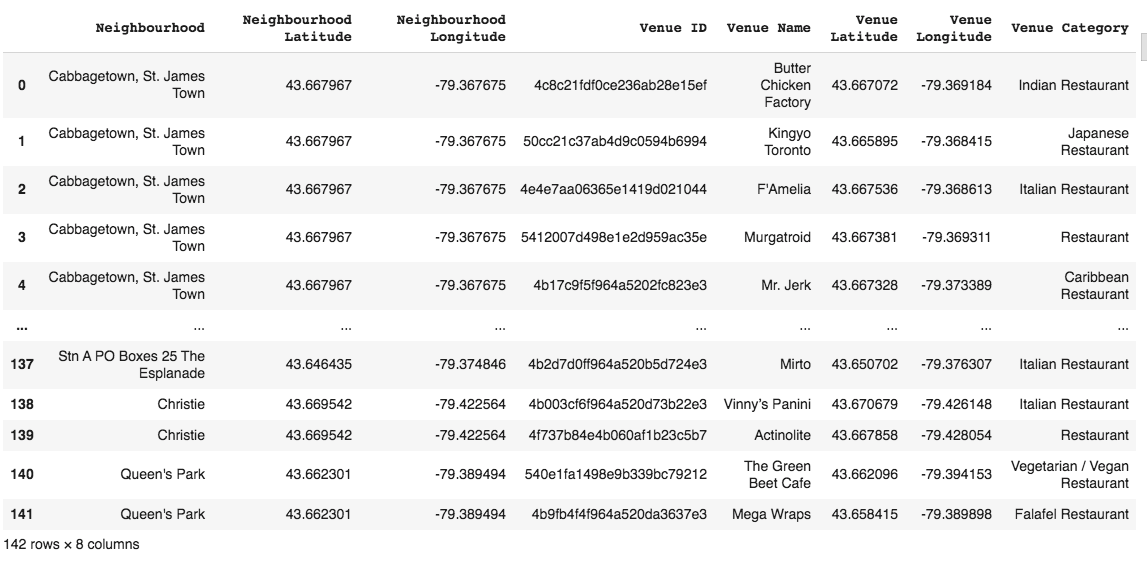 Neighbourhood Neighbourhood Latitude Neighbourhood Longitude Venue ID Venue Name Venue Latitude Venue Longitude Venue Category
0 Cabbagetown, St. James Town 43.667967 -79.367675 4c8c21fdf0ce236ab28e15ef Butter Chicken Factory 43.667072 -79.369184 Indian Restaurant
1 Cabbagetown, St. James Town 43.667967 -79.367675 50cc21c37ab4d9c0594b6994 Kingyo Toronto 43.665895 -79.368415 Japanese Restaurant
2 Cabbagetown, St. James Town 43.667967 -79.367675 4e4e7aa06365e1419d021044 F'Amelia 43.667536 -79.368613 Italian Restaurant
3 Cabbagetown, St. James Town 43.667967 -79.367675 5412007d498e1e2d959ac35e Murgatroid 43.667381 -79.369311 Restaurant
4 Cabbagetown, St. James Town 43.667967 -79.367675 4b17c9f5f964a5202fc823e3 Mr. Jerk 43.667328 -79.373389 Caribbean Restaurant
... ... ... ... ... ... ... ... ...
137 Stn A PO Boxes 25 The Esplanade 43.646435 -79.374846 4b2d7d0ff964a520b5d724e3 Mirto 43.650702 -79.376307 Italian Restaurant
138 Christie 43.669542 -79.422564 4b003cf6f964a520d73b22e3 Vinny’s Panini 43.670679 -79.426148 Italian Restaurant
139 Christie 43.669542 -79.422564 4f737b84e4b060af1b23c5b7 Actinolite 43.667858 -79.428054 Restaurant
140 Queen's Park 43.662301 -79.389494 540e1fa1498e9b339bc79212 The Green Beet Cafe 43.662096 -79.394153 Vegetarian / Vegan Restaurant
141 Queen's Park 43.662301 -79.389494 4b9fb4f4f964a520da3637e3 Mega Wraps 43.658415 -79.389898 Falafel Restaurant
142 rows × 8 columns